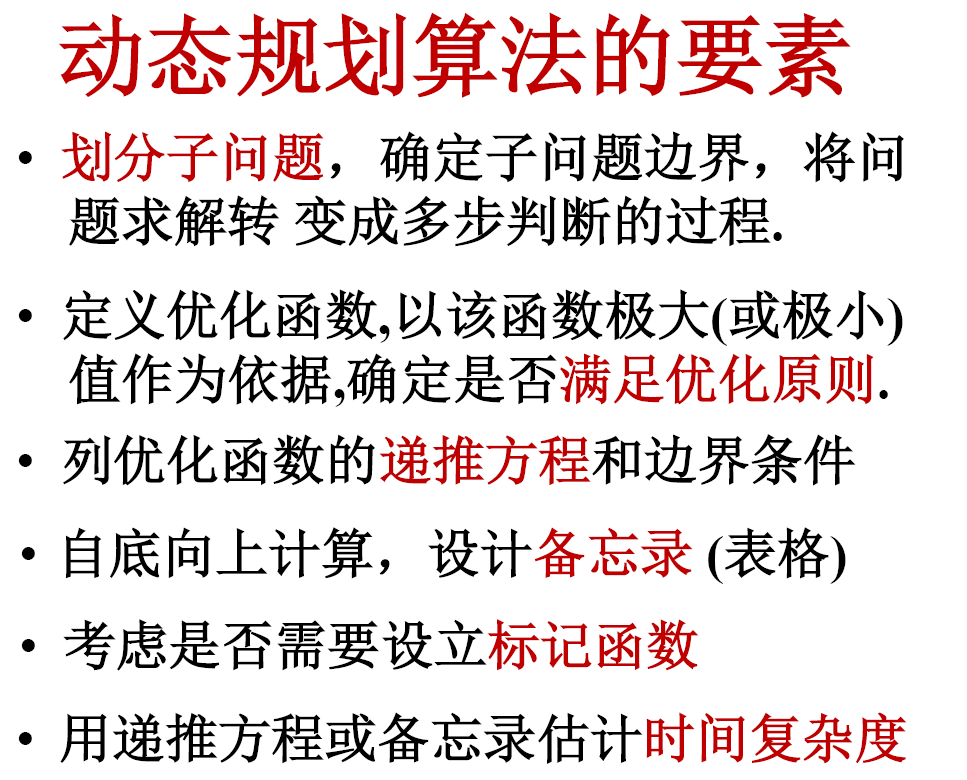 动态规划算法的要素
• 划分子问题，确定子问题边界，将问
题求解转 变成多步判断的过程.
• 定义优化函数,以该函数极大(或极小)
值作为依据,确定是否满足优化原则.
• 列优化函数的递推方程和边界条件
• 自底向上计算，设计备忘录 (表格)
• 考虑是否需要设立标记函数
• 用递推方程或备忘录估计时间复杂度